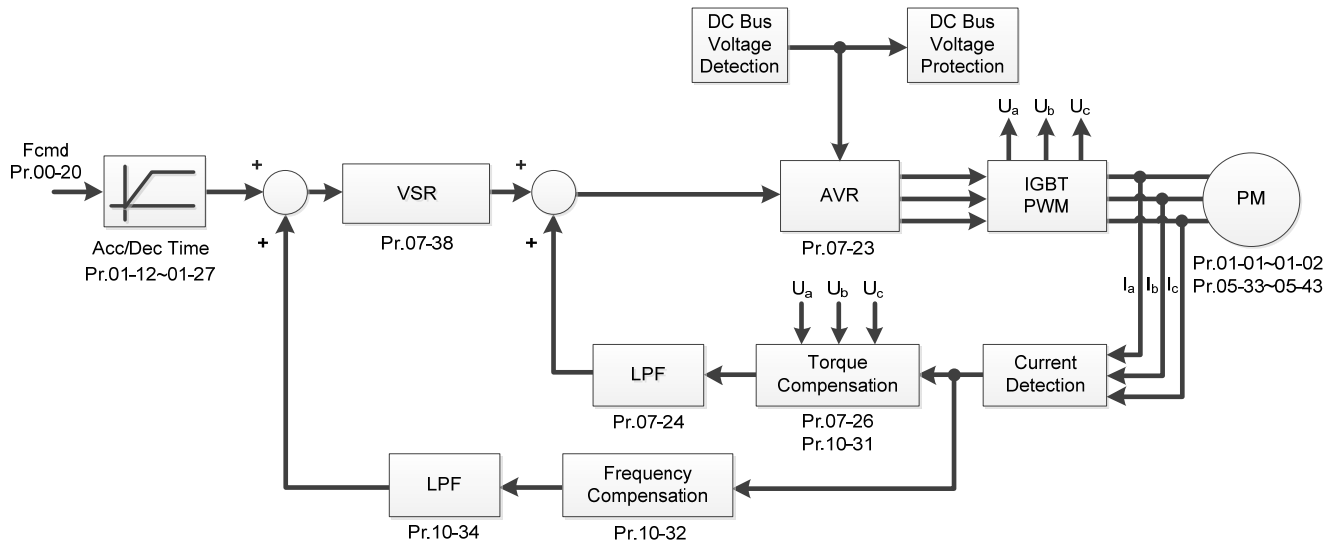 DC Bus
Voltage
Detection
DC Bus
Voltage
Protection
Ua Ub Uc
Fcmd
Pr.00-20
+
+
VSR
AVR
IGBT
PWM
PM
+
+
Acc/Dec Time
Pr.01-12~01-27
Pr.07-38
Pr.07-23
Pr.01-01~01-02
Pr.05-33~05-43
Ia Ib Ic
Ua Ub Uc
LPF
Torque
Compensation
Current
Detection
Pr.07-24
Pr.07-26
Pr.10-31
LPF
Frequency
Compensation
Pr.10-34
Pr.10-32